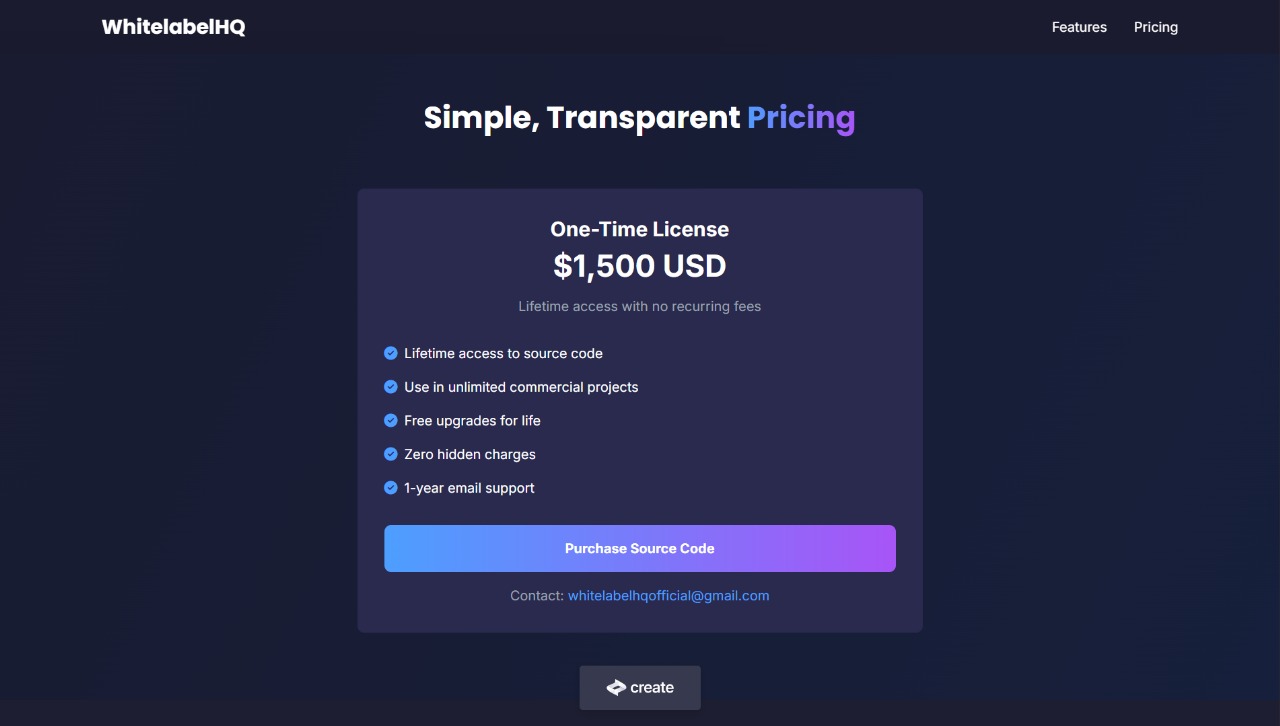 WhitelabelHQ
Features
Pricing
Simple, Transparent Pricing
One-Time License
$1,500 USD
Lifetime access with no recurring fees
Lifetime access to source code
Use in unlimited commercial projects
Free upgrades for life
Zero hidden charges
1-year email support
Purchase Source Code
Contact: whitelabelhqofficial@gmail.com
create